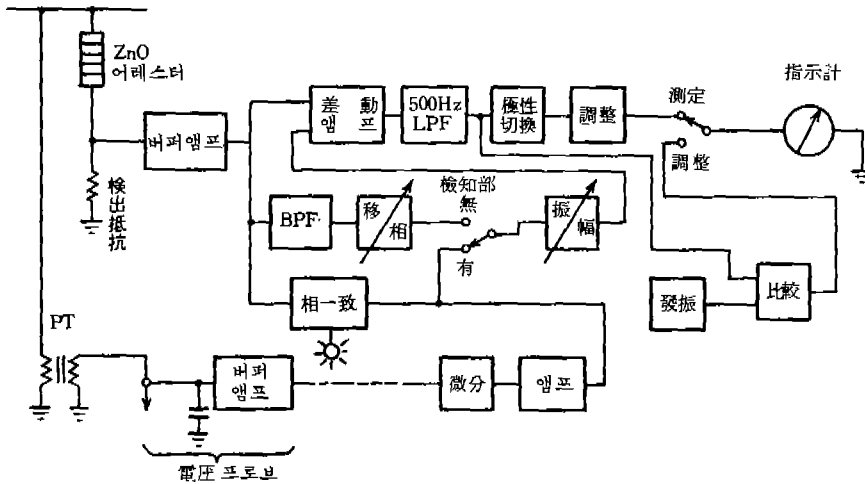 ZnO
어레스터
버퍼앰프
檢出抵抗
差動
앰프
500Hz
LPF
極性
切換
調整
測定
調整
指示計
BPF
移相
檢知部
無
有
振幅
相一致
發振
比較
PT
버퍼
앰프
微分
앰프
電壓 프로브